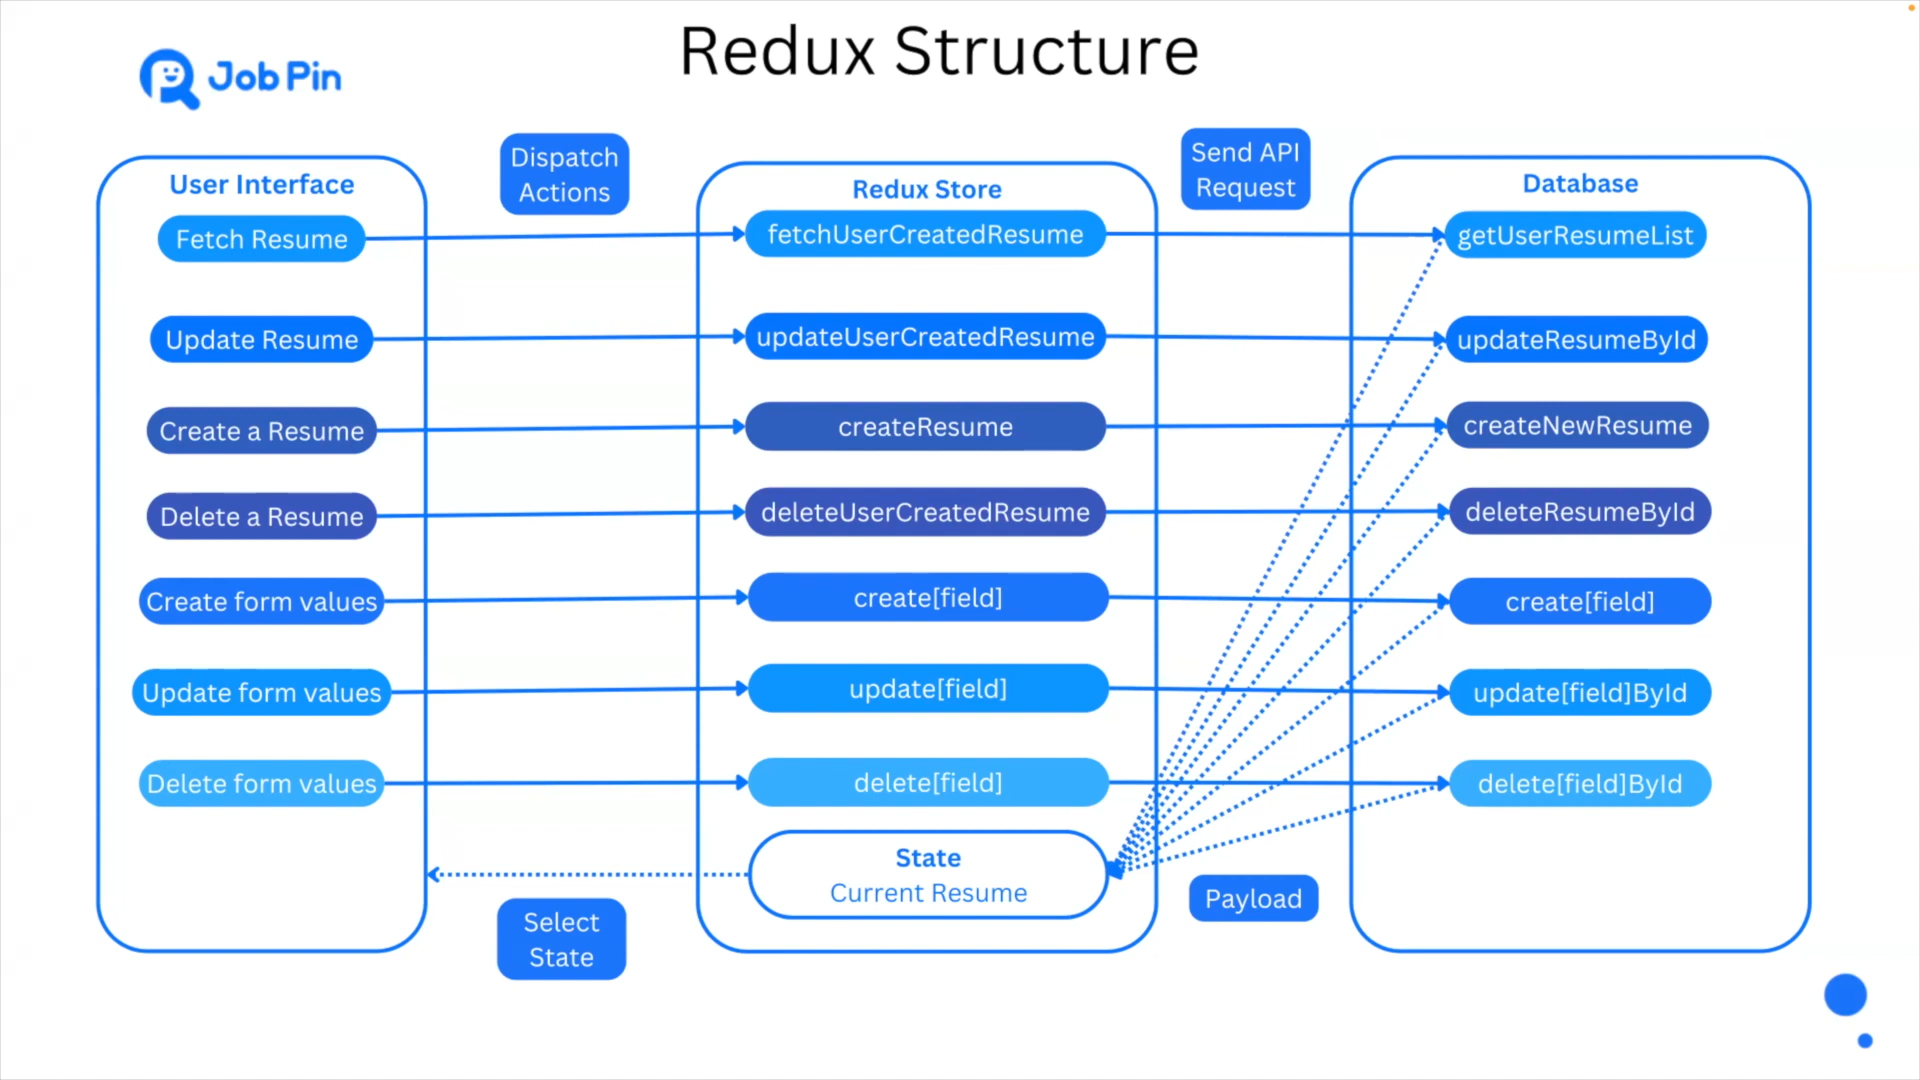 Redux Structure
Job Pin
Dispatch
Actions
Send API
Request
User Interface
Fetch Resume
Update Resume
Create a Resume
Delete a Resume
Create form values
Update form values
Delete form values
Redux Store
fetchUserCreatedResume
updateUserCreatedResume
createResume
deleteUserCreatedResume
create[field]
update[field]
delete[field]
State
Current Resume
Database
getUserResumeList
updateResumeById
createNewResume
deleteResumeById
create[field]
update[field]ById
delete[field]ById
Select
State
Payload